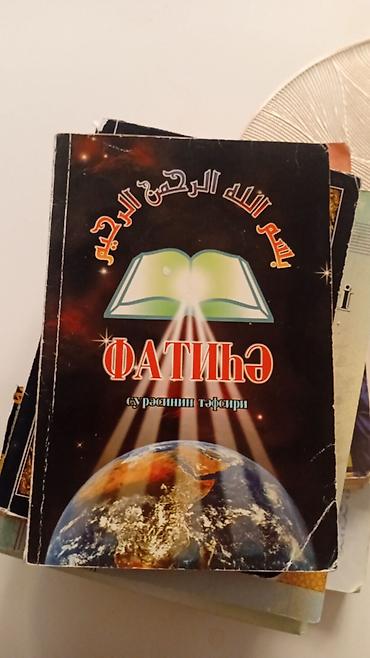 بسم الله الرحمن الرحيم
ФАТИҺӘ
сурәсинин тәфсири